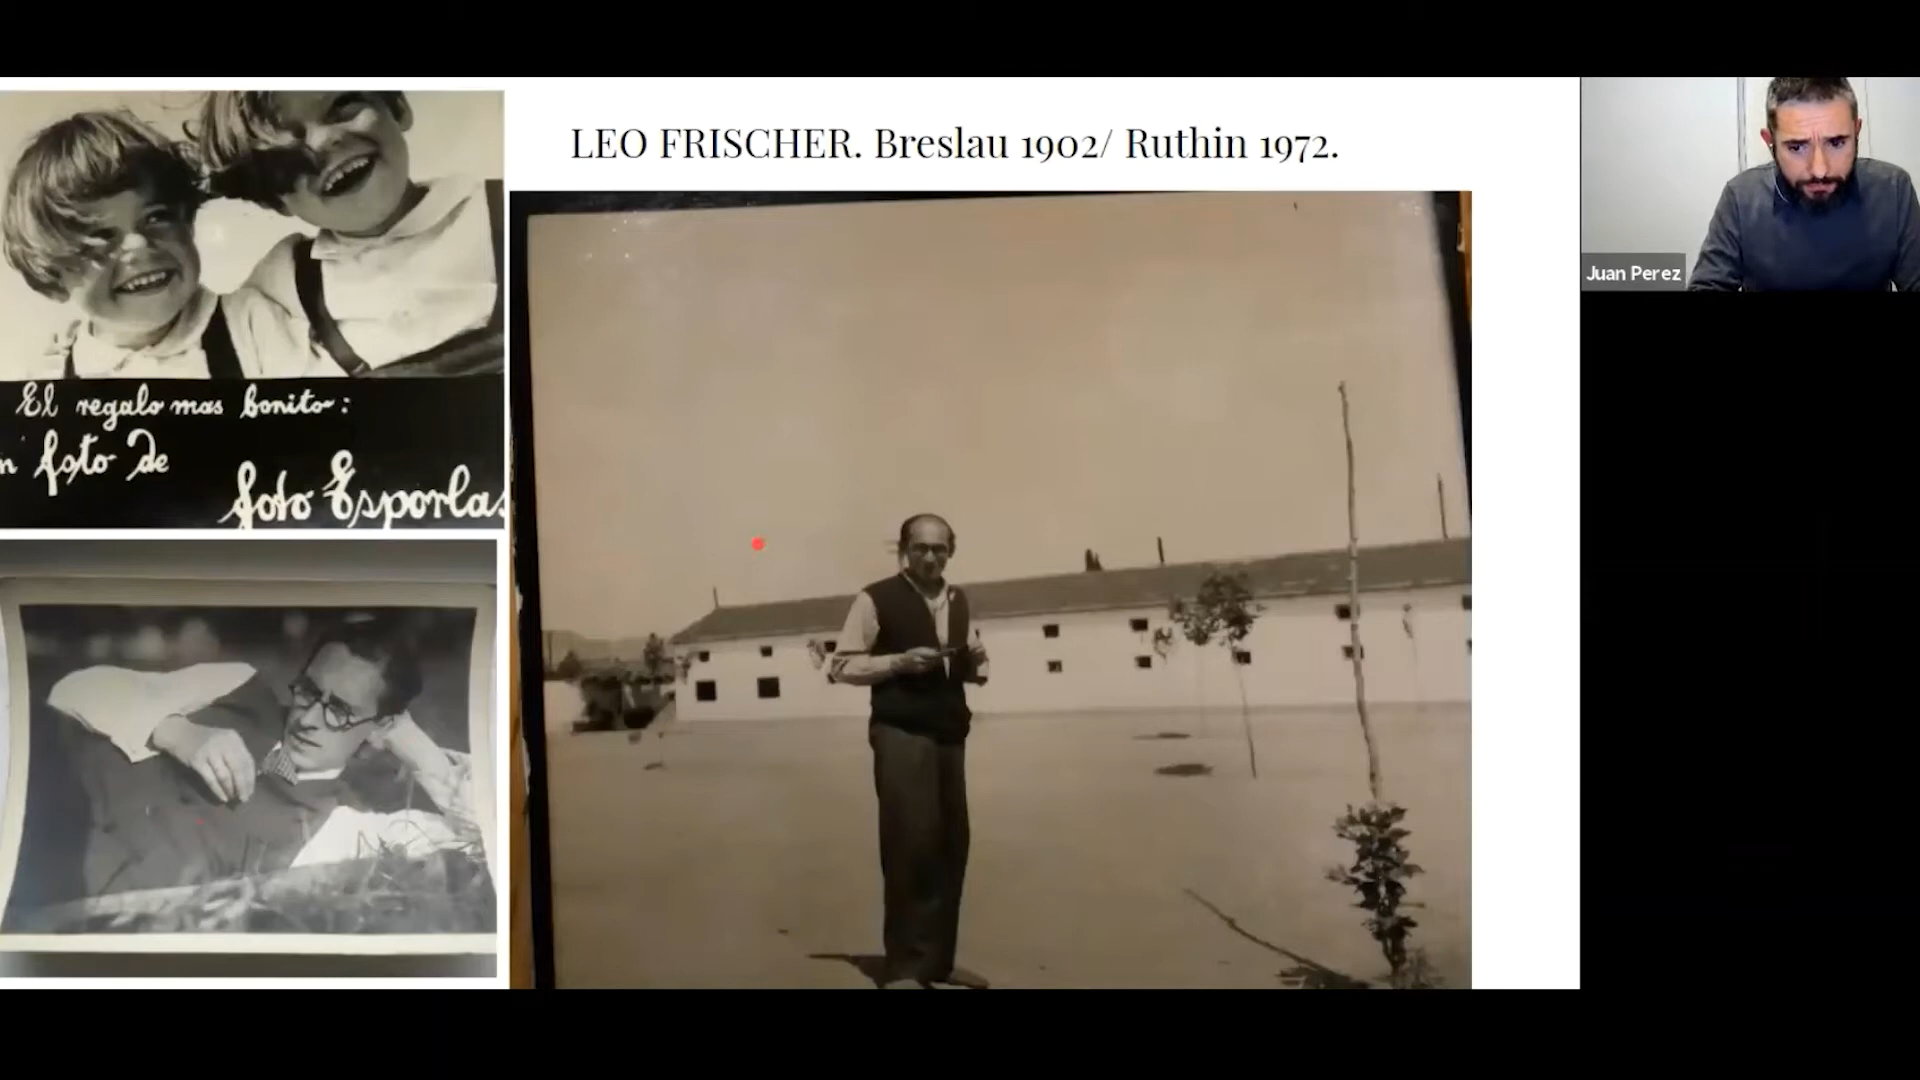 LEO FRISCHER. Breslau 1902/ Ruthin 1972.
El regalo mas bonito:
n foto de
foto Esporlas
Juan Perez